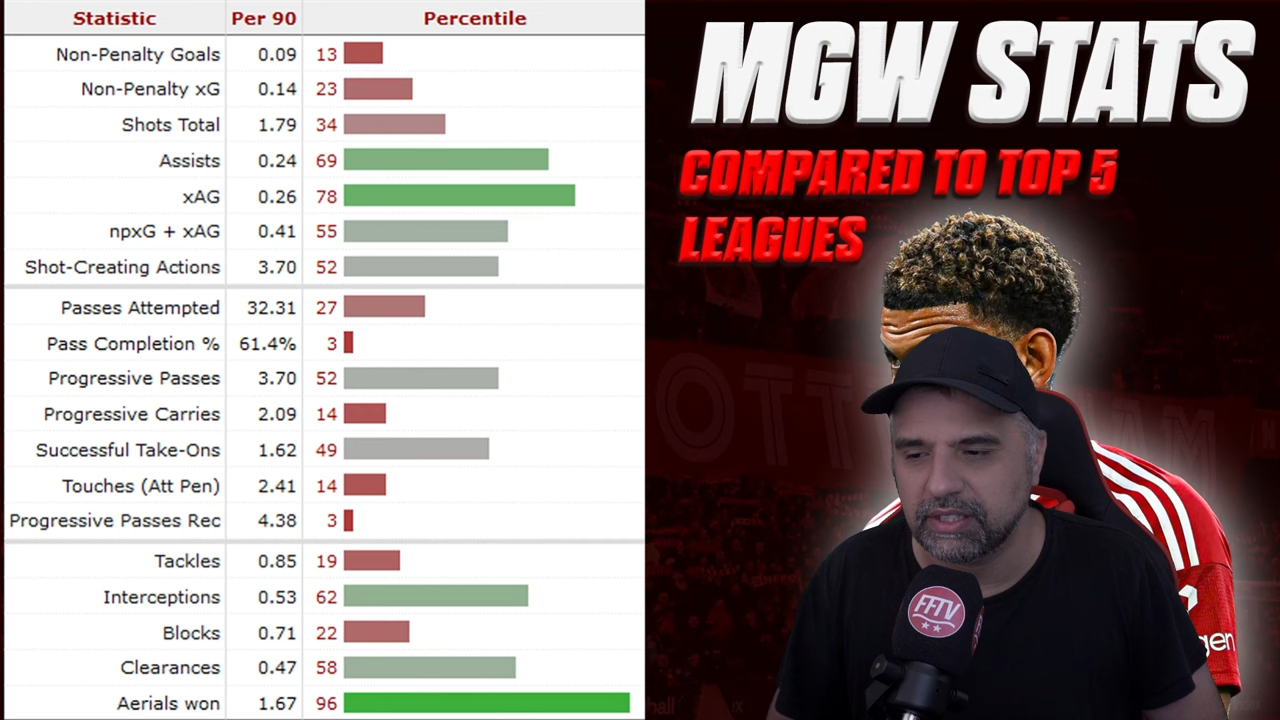 Statistic Per 90 Percentile
Non-Penalty Goals 0.09 13
Non-Penalty xG 0.14 23
Shots Total 1.79 34
Assists 0.24 69
xAG 0.26 78
npxG + xAG 0.41 55
Shot-Creating Actions 3.70 52
Passes Attempted 32.31 27
Pass Completion % 61.4% 3
Progressive Passes 3.70 52
Progressive Carries 2.09 14
Successful Take-Ons 1.62 49
Touches (Att Pen) 2.41 14
Progressive Passes Rec 4.38 3
Tackles 0.85 19
Interceptions 0.53 62
Blocks 0.71 22
Clearances 0.47 58
Aerials won 1.67 96
MGW STATS
COMPARED TO TOP 5
LEAGUES
FFTV